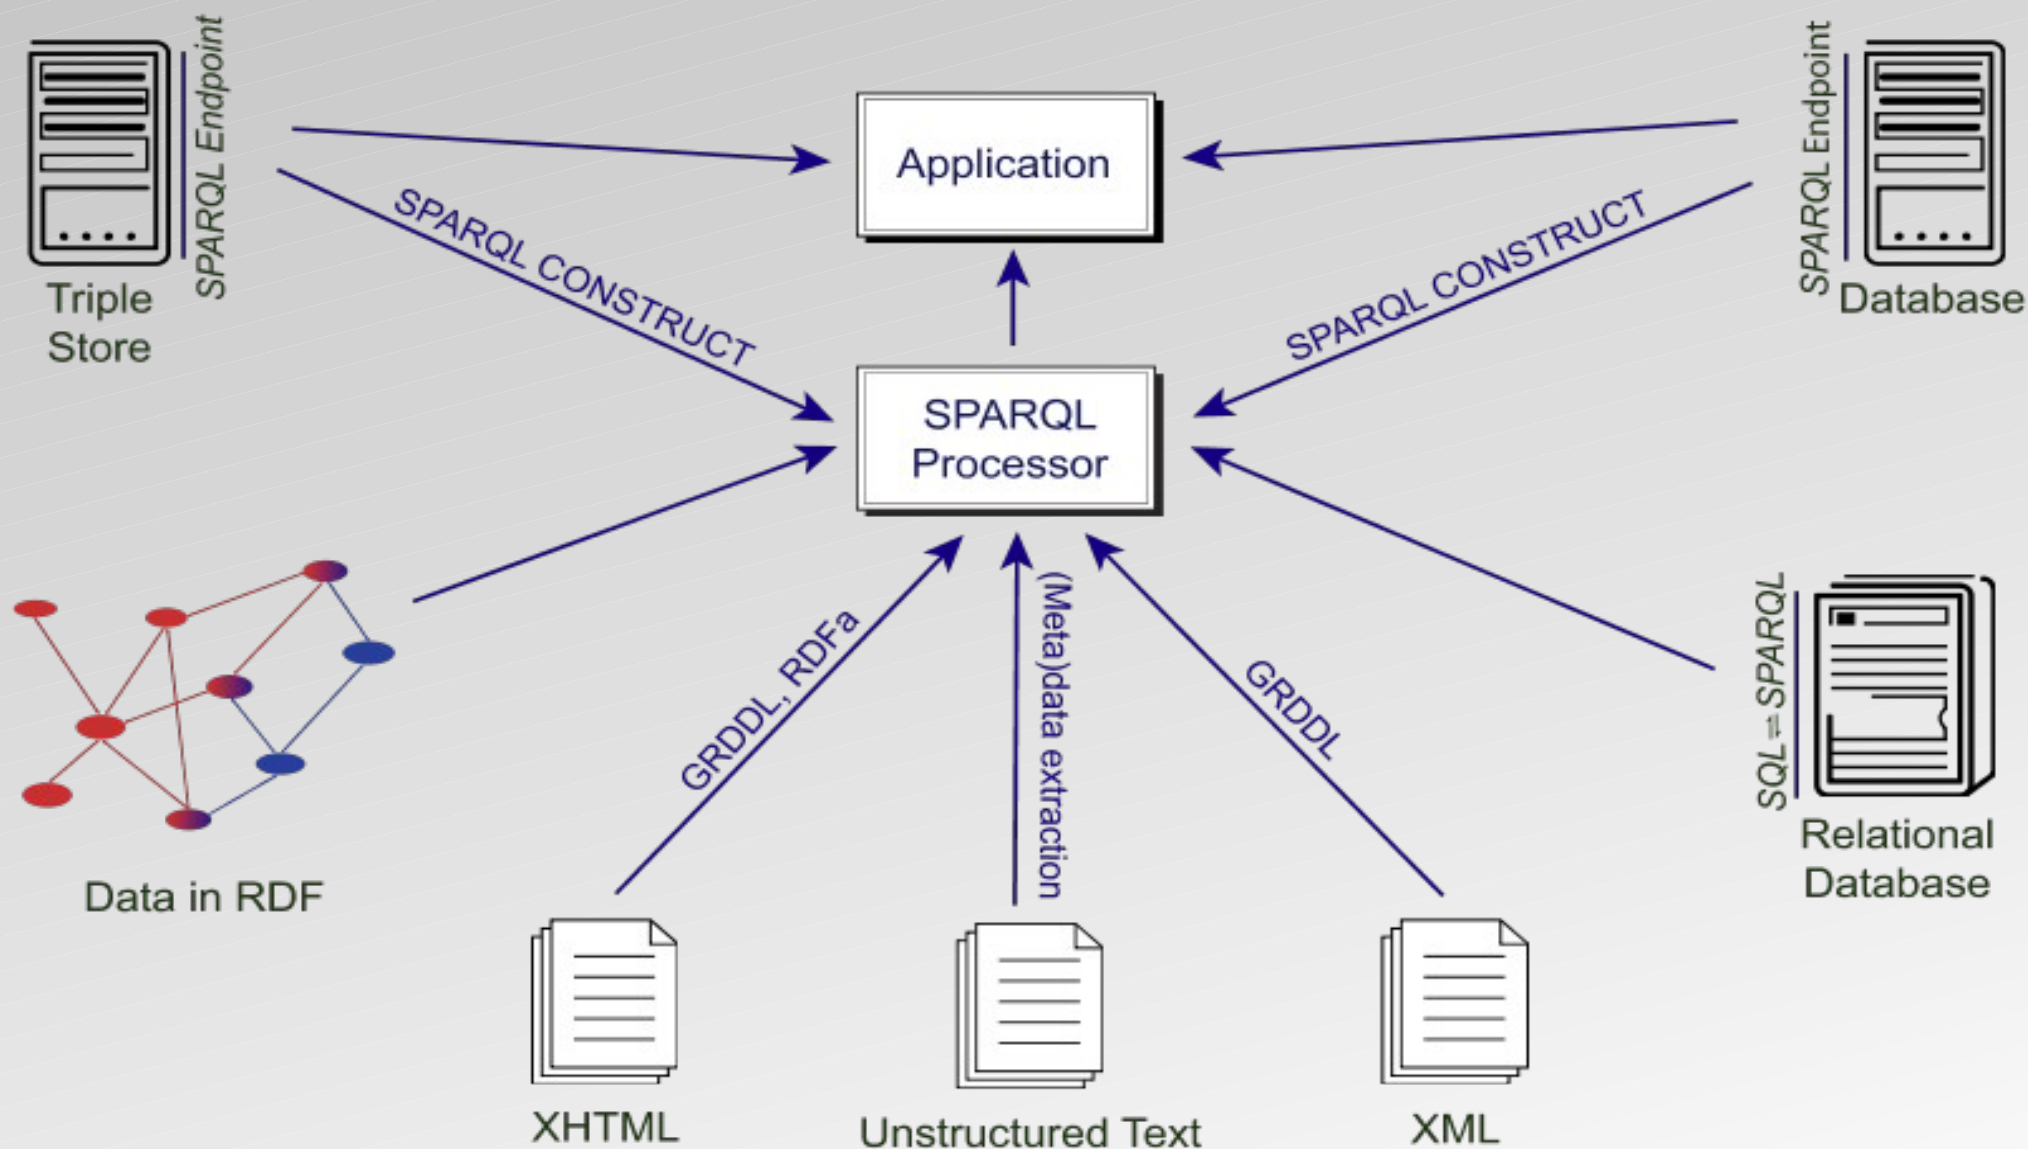 SPARQL Endpoint
Triple
Store
Application
SPARQL Endpoint
Database
SPARQL CONSTRUCT
SPARQL CONSTRUCT
SPARQL
Processor
Data in RDF
GRDDL, RDFa
(Meta)data extraction
GRDDL
SQL⇌SPARQL
Relational
Database
XHTML
Unstructured Text
XML